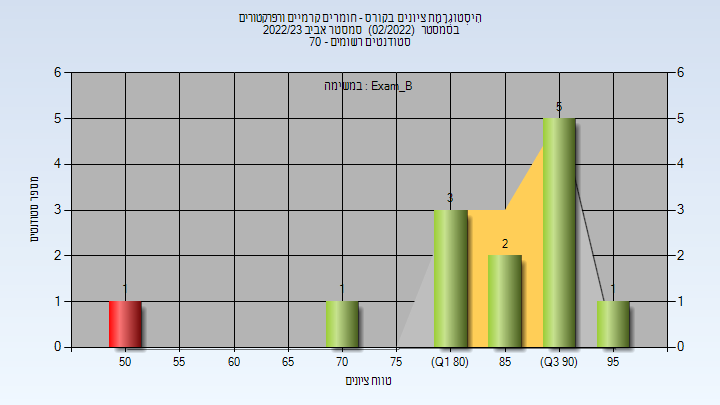 היסטוגרמת ציונים בקורס - חומרים קרמיים ורפרקטורים
בסמסטר (02/2022) סמסטר אביב 2022/23
סטודנטים רשומים - 70
במשימה : Exam_B
מספר סטודנטים
6 6
5 5
4 4
3 3
2 2
1 1
0 0
1 1 3 2 5 1
50 55 60 65 70 75 (Q1 80) 85 (Q3 90) 95
טווח ציונים